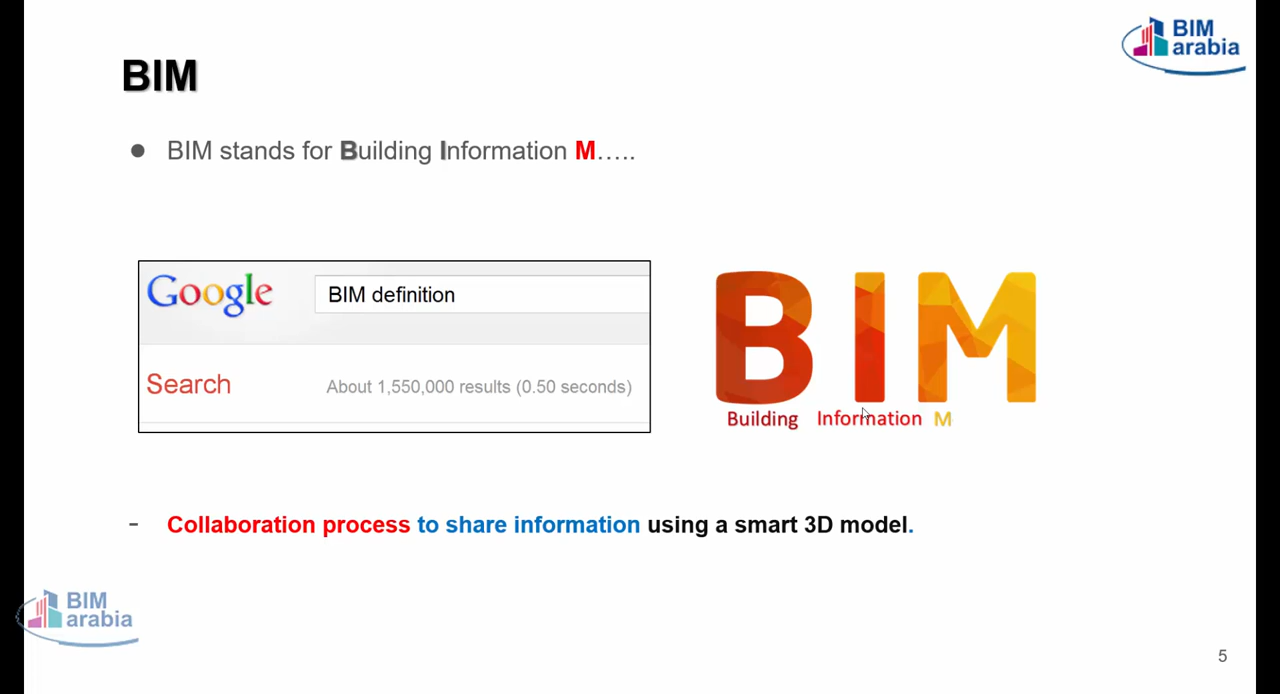 BIM
arabia
BIM
● BIM stands for Building Information M…..
Google
BIM definition
Search
About 1,550,000 results (0.50 seconds)
BIM
Building Information M
- Collaboration process to share information using a smart 3D model.
BIM
arabia
5